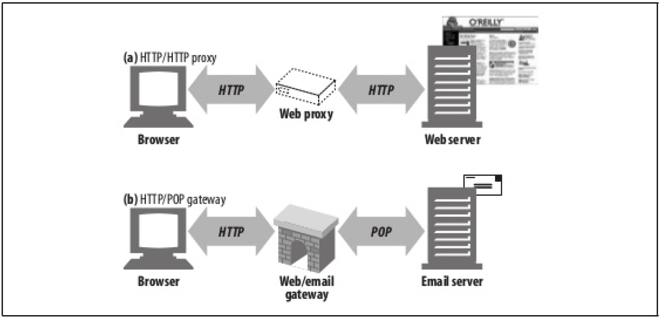 O'REILLY
(a) HTTP/HTTP proxy
HTTP
HTTP
Browser
Web proxy
Web server
(b) HTTP/POP gateway
HTTP
POP
Browser
Web/email
gateway
Email server